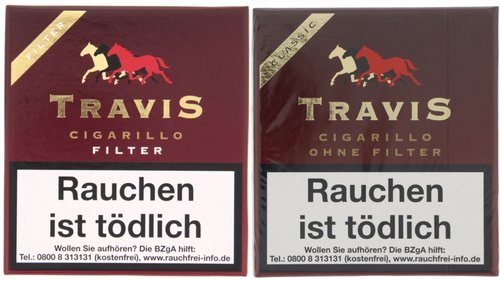 FILTER
TRAVIS
CIGARILLO
FILTER
Rauchen
ist tödlich
Wollen Sie aufhören? Die BZgA hilft:
Tel.: 0800 8 313131 (kostenfrei), www.rauchfrei-info.de
CLASSIC
TRAVIS
CIGARILLO
OHNE FILTER
Rauchen
ist tödlich
Wollen Sie aufhören? Die BZgA hilft:
Tel.: 0800 8 313131 (kostenfrei), www.rauchfrei-info.de